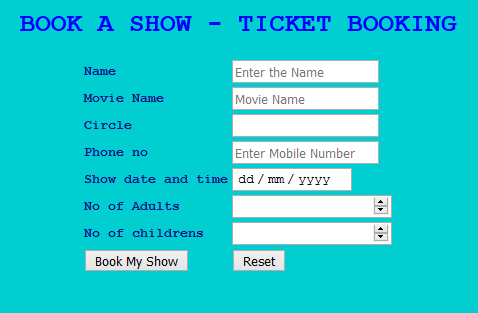 BOOK A SHOW - TICKET BOOKING
Name Enter the Name
Movie Name Movie Name
Circle
Phone no Enter Mobile Number
Show date and time dd / mm / yyyy
No of Adults
No of childrens
Book My Show Reset